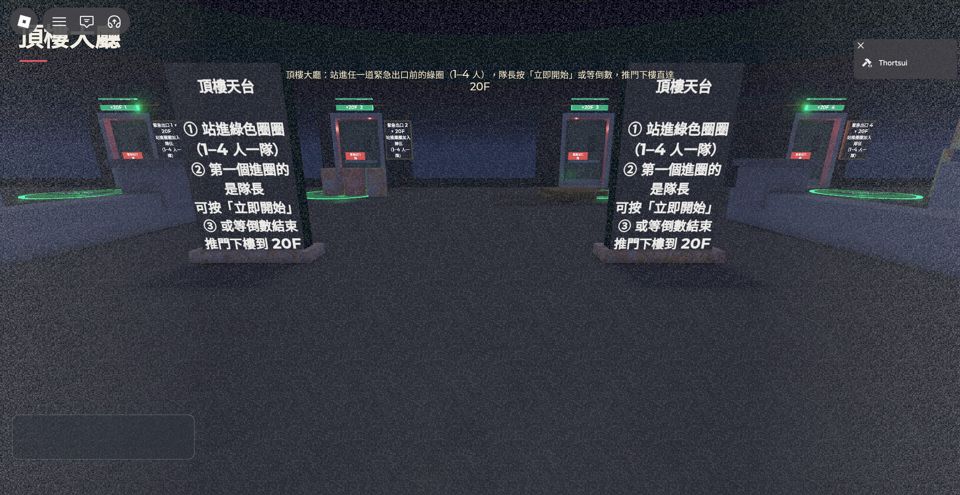 頂樓大廳
Thortsui
頂樓大廳：站進任一道緊急出口前的綠圈（1–4 人），隊長按「立即開始」或等倒數，推門下樓直達
20F
頂樓天台
① 站進綠色圈圈
（1–4 人一隊）
② 第一個進圈的
是隊長
可按「立即開始」
③ 或等倒數結束
推門下樓到 20F
頂樓天台
① 站進綠色圈圈
（1–4 人一隊）
② 第一個進圈的
是隊長
可按「立即開始」
③ 或等倒數結束
推門下樓到 20F